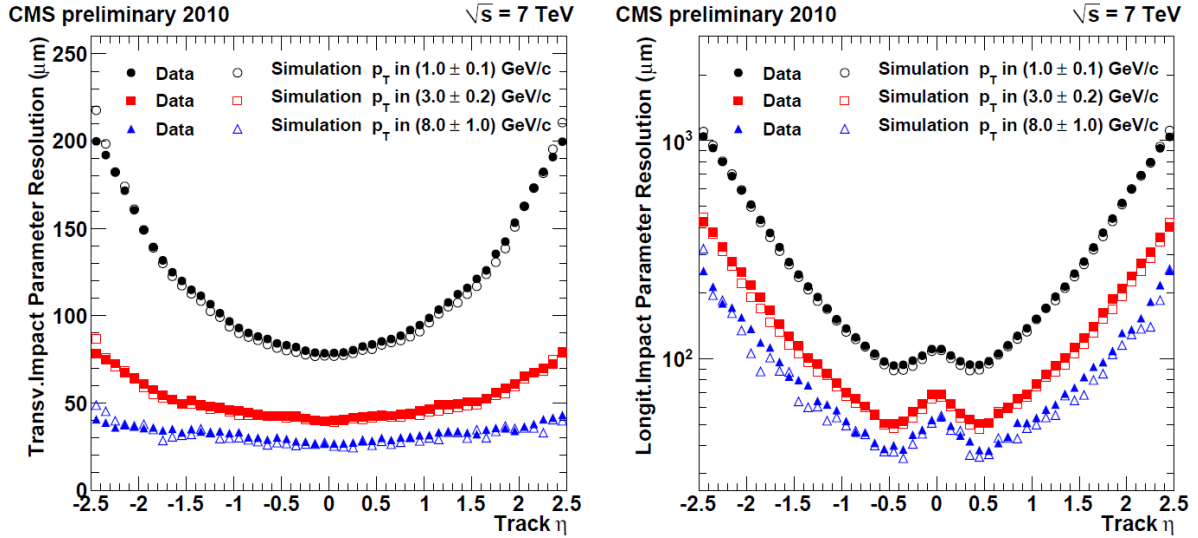 CMS preliminary 2010 √s = 7 TeV
Transv.Impact Parameter Resolution (μm)
250
200
150
100
50
0
Data Simulation p_T in (1.0 ± 0.1) GeV/c
Data Simulation p_T in (3.0 ± 0.2) GeV/c
Data Simulation p_T in (8.0 ± 1.0) GeV/c
-2.5 -2 -1.5 -1 -0.5 0 0.5 1 1.5 2 2.5
Track η
CMS preliminary 2010 √s = 7 TeV
Longit.Impact Parameter Resolution (μm)
10³
10²
Data Simulation p_T in (1.0 ± 0.1) GeV/c
Data Simulation p_T in (3.0 ± 0.2) GeV/c
Data Simulation p_T in (8.0 ± 1.0) GeV/c
-2.5 -2 -1.5 -1 -0.5 0 0.5 1 1.5 2 2.5
Track η